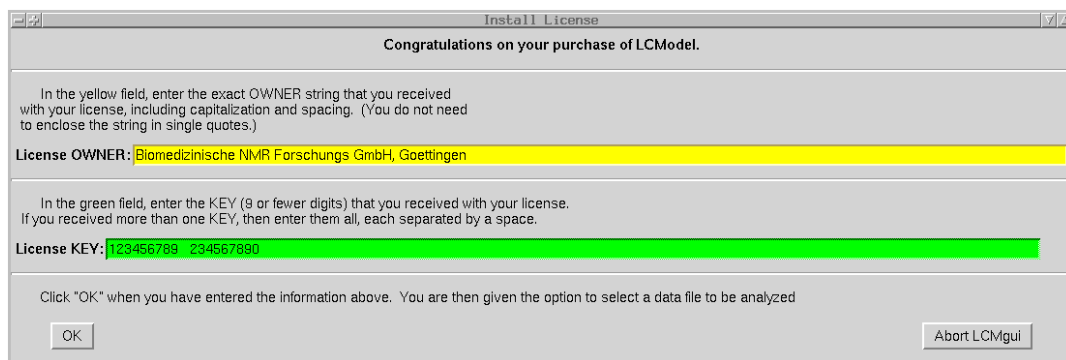 Install License
Congratulations on your purchase of LCModel.
In the yellow field, enter the exact OWNER string that you received
with your license, including capitalization and spacing. (You do not need
to enclose the string in single quotes.)
License OWNER: Biomedizinische NMR Forschungs GmbH, Goettingen
In the green field, enter the KEY (9 or fewer digits) that you received with your license.
If you received more than one KEY, then enter them all, each separated by a space.
License KEY: 123456789 234567890
Click "OK" when you have entered the information above. You are then given the option to select a data file to be analyzed
OK Abort LCMgui